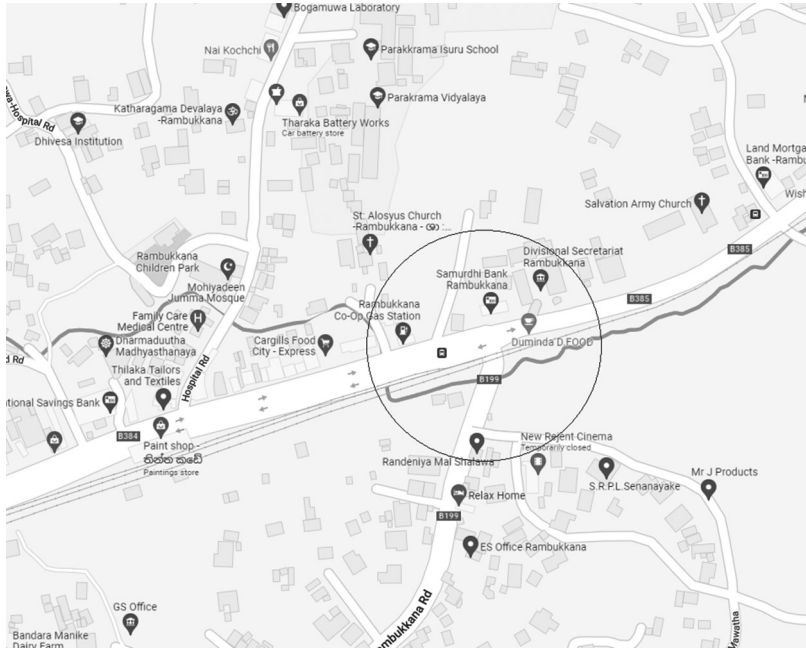 Bogamuwa Laboratory
Nai Kochchi
Parakkrama Isuru School
Parakrama Vidyalaya
Katharagama Devalaya
-Rambukkana
Tharaka Battery Works
Car battery store
Dhivesa Institution
-Hospital Rd
Land Mortga
Bank -Rambu
Wish
Salvation Army Church
St: Alosyus Church
-Rambukkana - ශා :...
B385
B385
Rambukkana
Children Park
Divisional Secretariat
Rambukkana
Samurdhi Bank
Rambukkana
Mohiyadeen
Jumma Mosque
Rambukkana
Co-Op Gas Station
Family Care
Medical Centre
Duminda D FOOD
Dharmaduutha
Madhyasthanaya
Cargills Food
City - Express
d Rd
Hospital Rd
Thilaka Tailors
and Textiles
B199
ational Savings Bank
B384
Paint shop -
තීන්ත කඩේ
Paintings store
New Rejent Cinema
Temporarily closed
Randeniya Mal Shalawa
Mr J Products
S.R.P.L.Senanayake
Relax Home
B199
ES Office Rambukkana
ambukkana Rd
GS Office
Mawatha
Bandara Manike
Dairy Farm